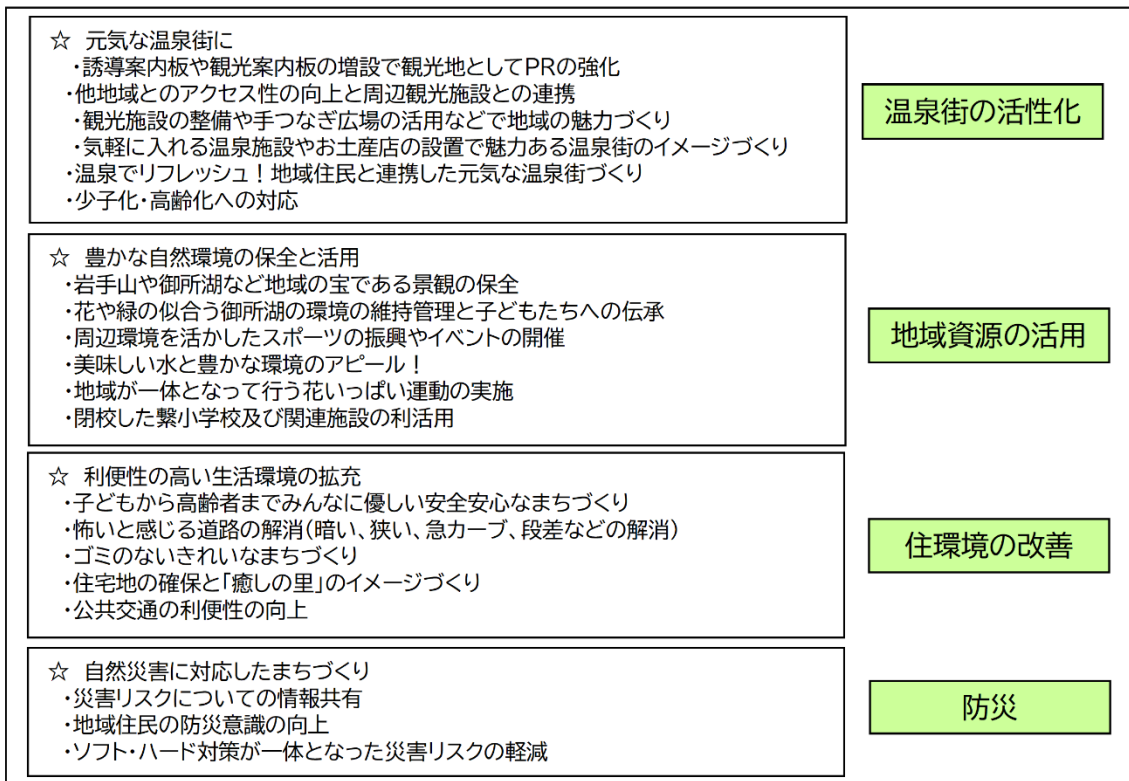 ☆ 元気な温泉街に
・誘導案内板や観光案内板の増設で観光地としてPRの強化
・他地域とのアクセス性の向上と周辺観光施設との連携
・観光施設の整備や手つなぎ広場の活用などで地域の魅力づくり
・気軽に入れる温泉施設やお土産店の設置で魅力ある温泉街のイメージづくり
・温泉でリフレッシュ！地域住民と連携した元気な温泉街づくり
・少子化・高齢化への対応
温泉街の活性化
☆ 豊かな自然環境の保全と活用
・岩手山や御所湖など地域の宝である景観の保全
・花や緑の似合う御所湖の環境の維持管理と子どもたちへの伝承
・周辺環境を活かしたスポーツの振興やイベントの開催
・美味しい水と豊かな環境のアピール！
・地域が一体となって行う花いっぱい運動の実施
・閉校した繋小学校及び関連施設の利活用
地域資源の活用
☆ 利便性の高い生活環境の拡充
・子どもから高齢者までみんなに優しい安全安心なまちづくり
・怖いと感じる道路の解消（暗い、狭い、急カーブ、段差などの解消）
・ゴミのないきれいなまちづくり
・住宅地の確保と「癒しの里」のイメージづくり
・公共交通の利便性の向上
住環境の改善
☆ 自然災害に対応したまちづくり
・災害リスクについての情報共有
・地域住民の防災意識の向上
・ソフト・ハード対策が一体となった災害リスクの軽減
防災